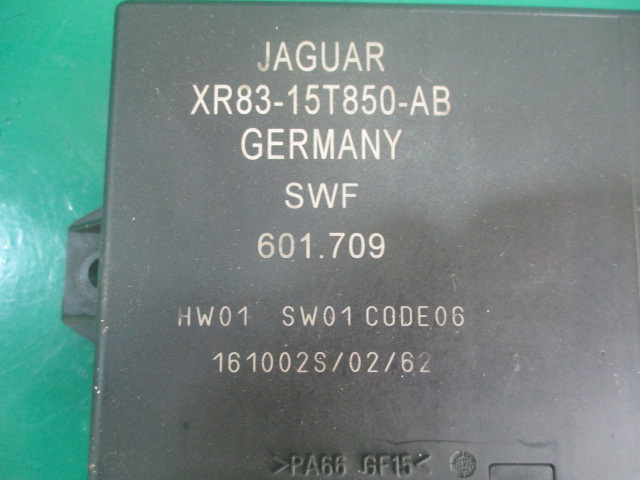 JAGUAR
XR83-15T850-AB
GERMANY
SWF
601.709
HW01 SW01 CODE06
161002S/02/62
>PA66 GF15<